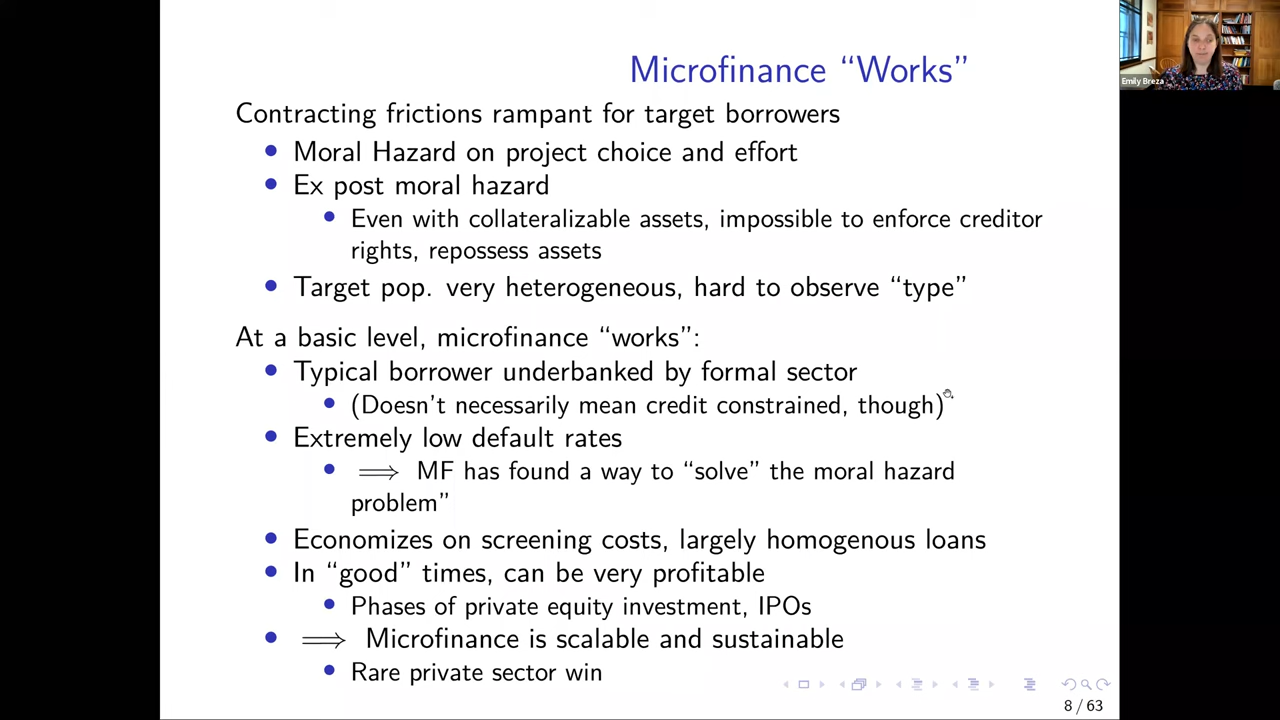 Microfinance “Works”
Emily Breza
Contracting frictions rampant for target borrowers
• Moral Hazard on project choice and effort
• Ex post moral hazard
• Even with collateralizable assets, impossible to enforce creditor
rights, repossess assets
• Target pop. very heterogeneous, hard to observe “type”
At a basic level, microfinance “works”:
• Typical borrower underbanked by formal sector
• (Doesn’t necessarily mean credit constrained, though)
• Extremely low default rates
• ⟹ MF has found a way to “solve” the moral hazard
problem”
• Economizes on screening costs, largely homogenous loans
• In “good” times, can be very profitable
• Phases of private equity investment, IPOs
• ⟹ Microfinance is scalable and sustainable
• Rare private sector win
8 / 63